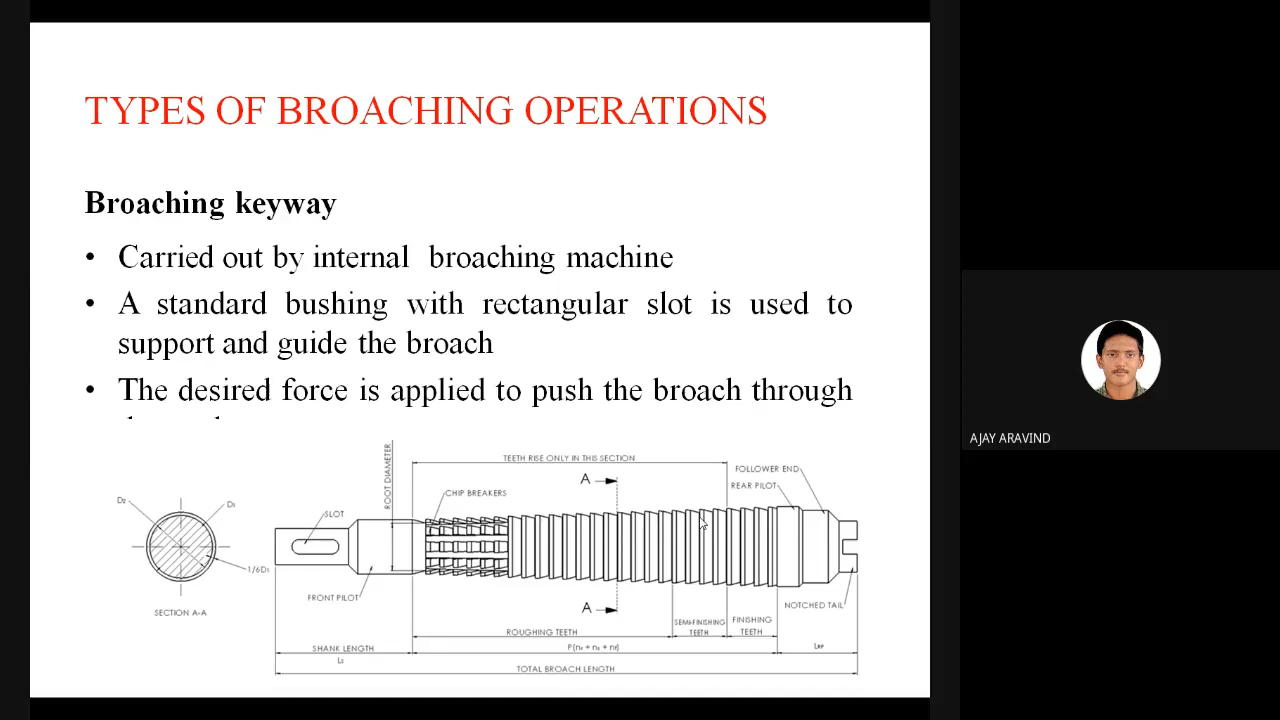 TYPES OF BROACHING OPERATIONS
Broaching keyway
• Carried out by internal broaching machine
• A standard bushing with rectangular slot is used to
support and guide the broach
• The desired force is applied to push the broach through
AJAY ARAVIND
TEETH RISE ONLY IN THIS SECTION
FOLLOWER END
REAR PILOT
ROOT DIAMETER
A
CHIP BREAKERS
D2
D1
SLOT
1/6D1
FRONT PILOT
SECTION A-A
A
NOTCHED TAIL
SEMI-FINISHING
TEETH
FINISHING
TEETH
ROUGHING TEETH
SHANK LENGTH
LS
TOTAL BROACH LENGTH